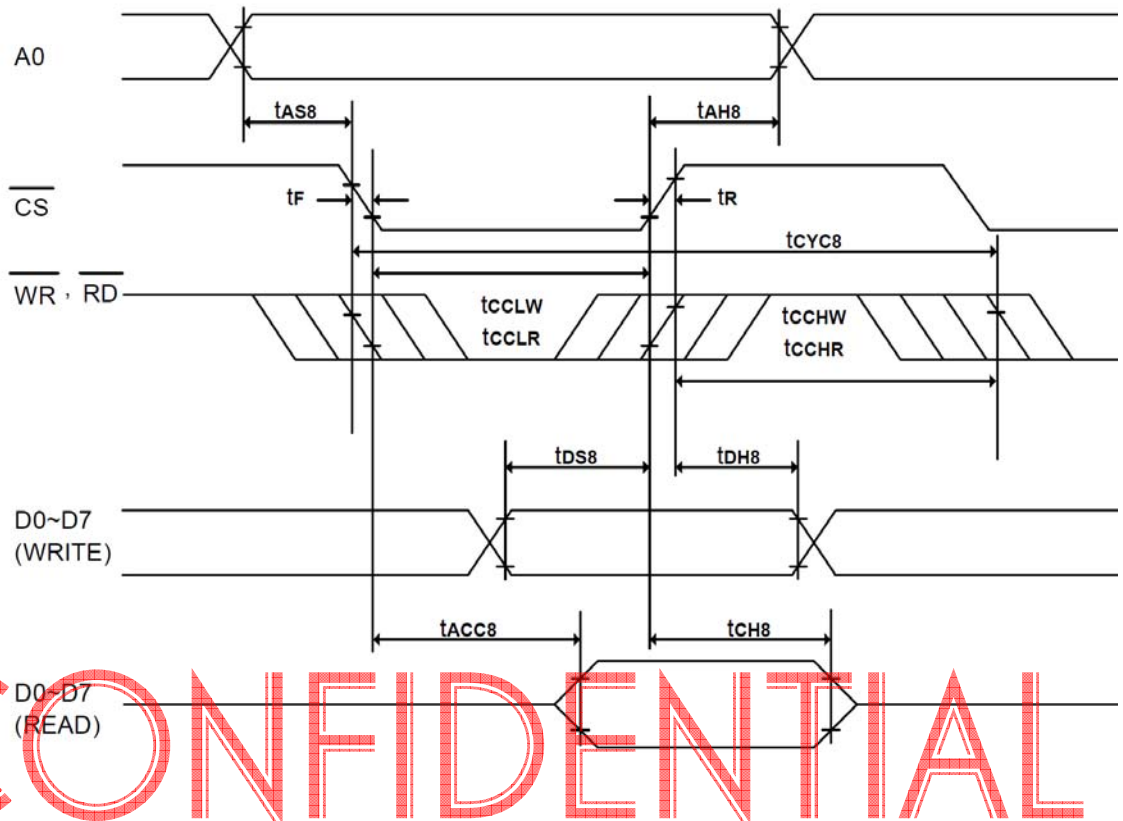 A0
tAS8
tAH8
CS
tF
tR
tCYC8
WR , RD
tCCLW
tCCLR
tCCHW
tCCHR
tDS8
tDH8
D0~D7
(WRITE)
tACC8
tCH8
D0~D7
(READ)
CONFIDENTIAL